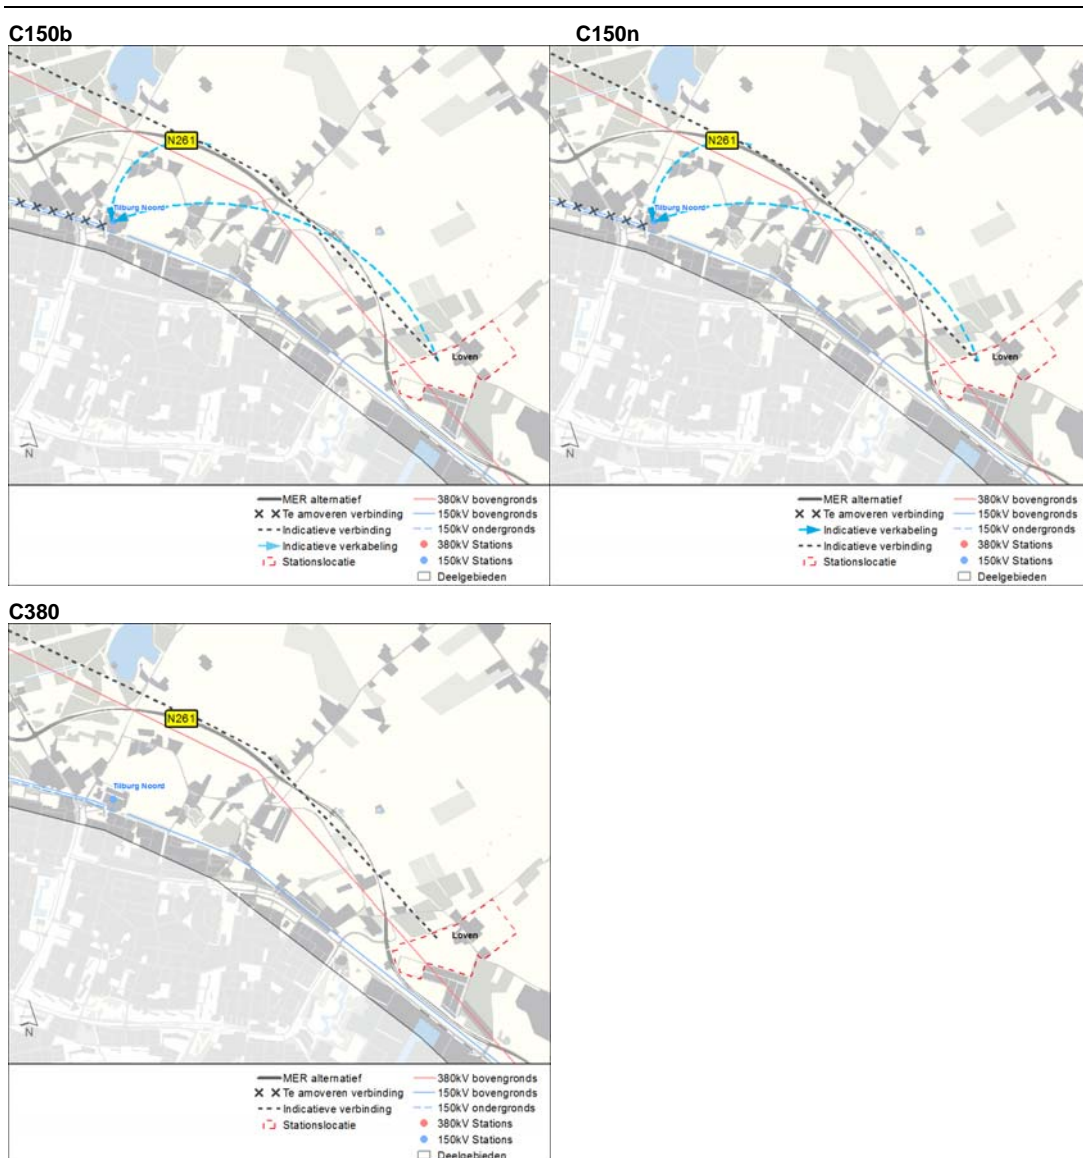 C150b
C150n
N261
Tilburg Noord
Loven
N
MER alternatief
Te amoveren verbinding
Indicatieve verbinding
Indicatieve verkabeling
Stationslocatie
380kV bovengronds
150kV bovengronds
150kV ondergronds
380kV Stations
150kV Stations
Deelgebieden
N261
Tilburg Noord
Loven
N
MER alternatief
Te amoveren verbinding
Indicatieve verkabeling
Indicatieve verbinding
Stationslocatie
380kV bovengronds
150kV bovengronds
150kV ondergronds
380kV Stations
150kV Stations
Deelgebieden
C380
N261
Tilburg Noord
Loven
N
MER alternatief
Te amoveren verbinding
Indicatieve verbinding
Stationslocatie
380kV bovengronds
150kV bovengronds
150kV ondergronds
380kV Stations
150kV Stations
Deelgebieden